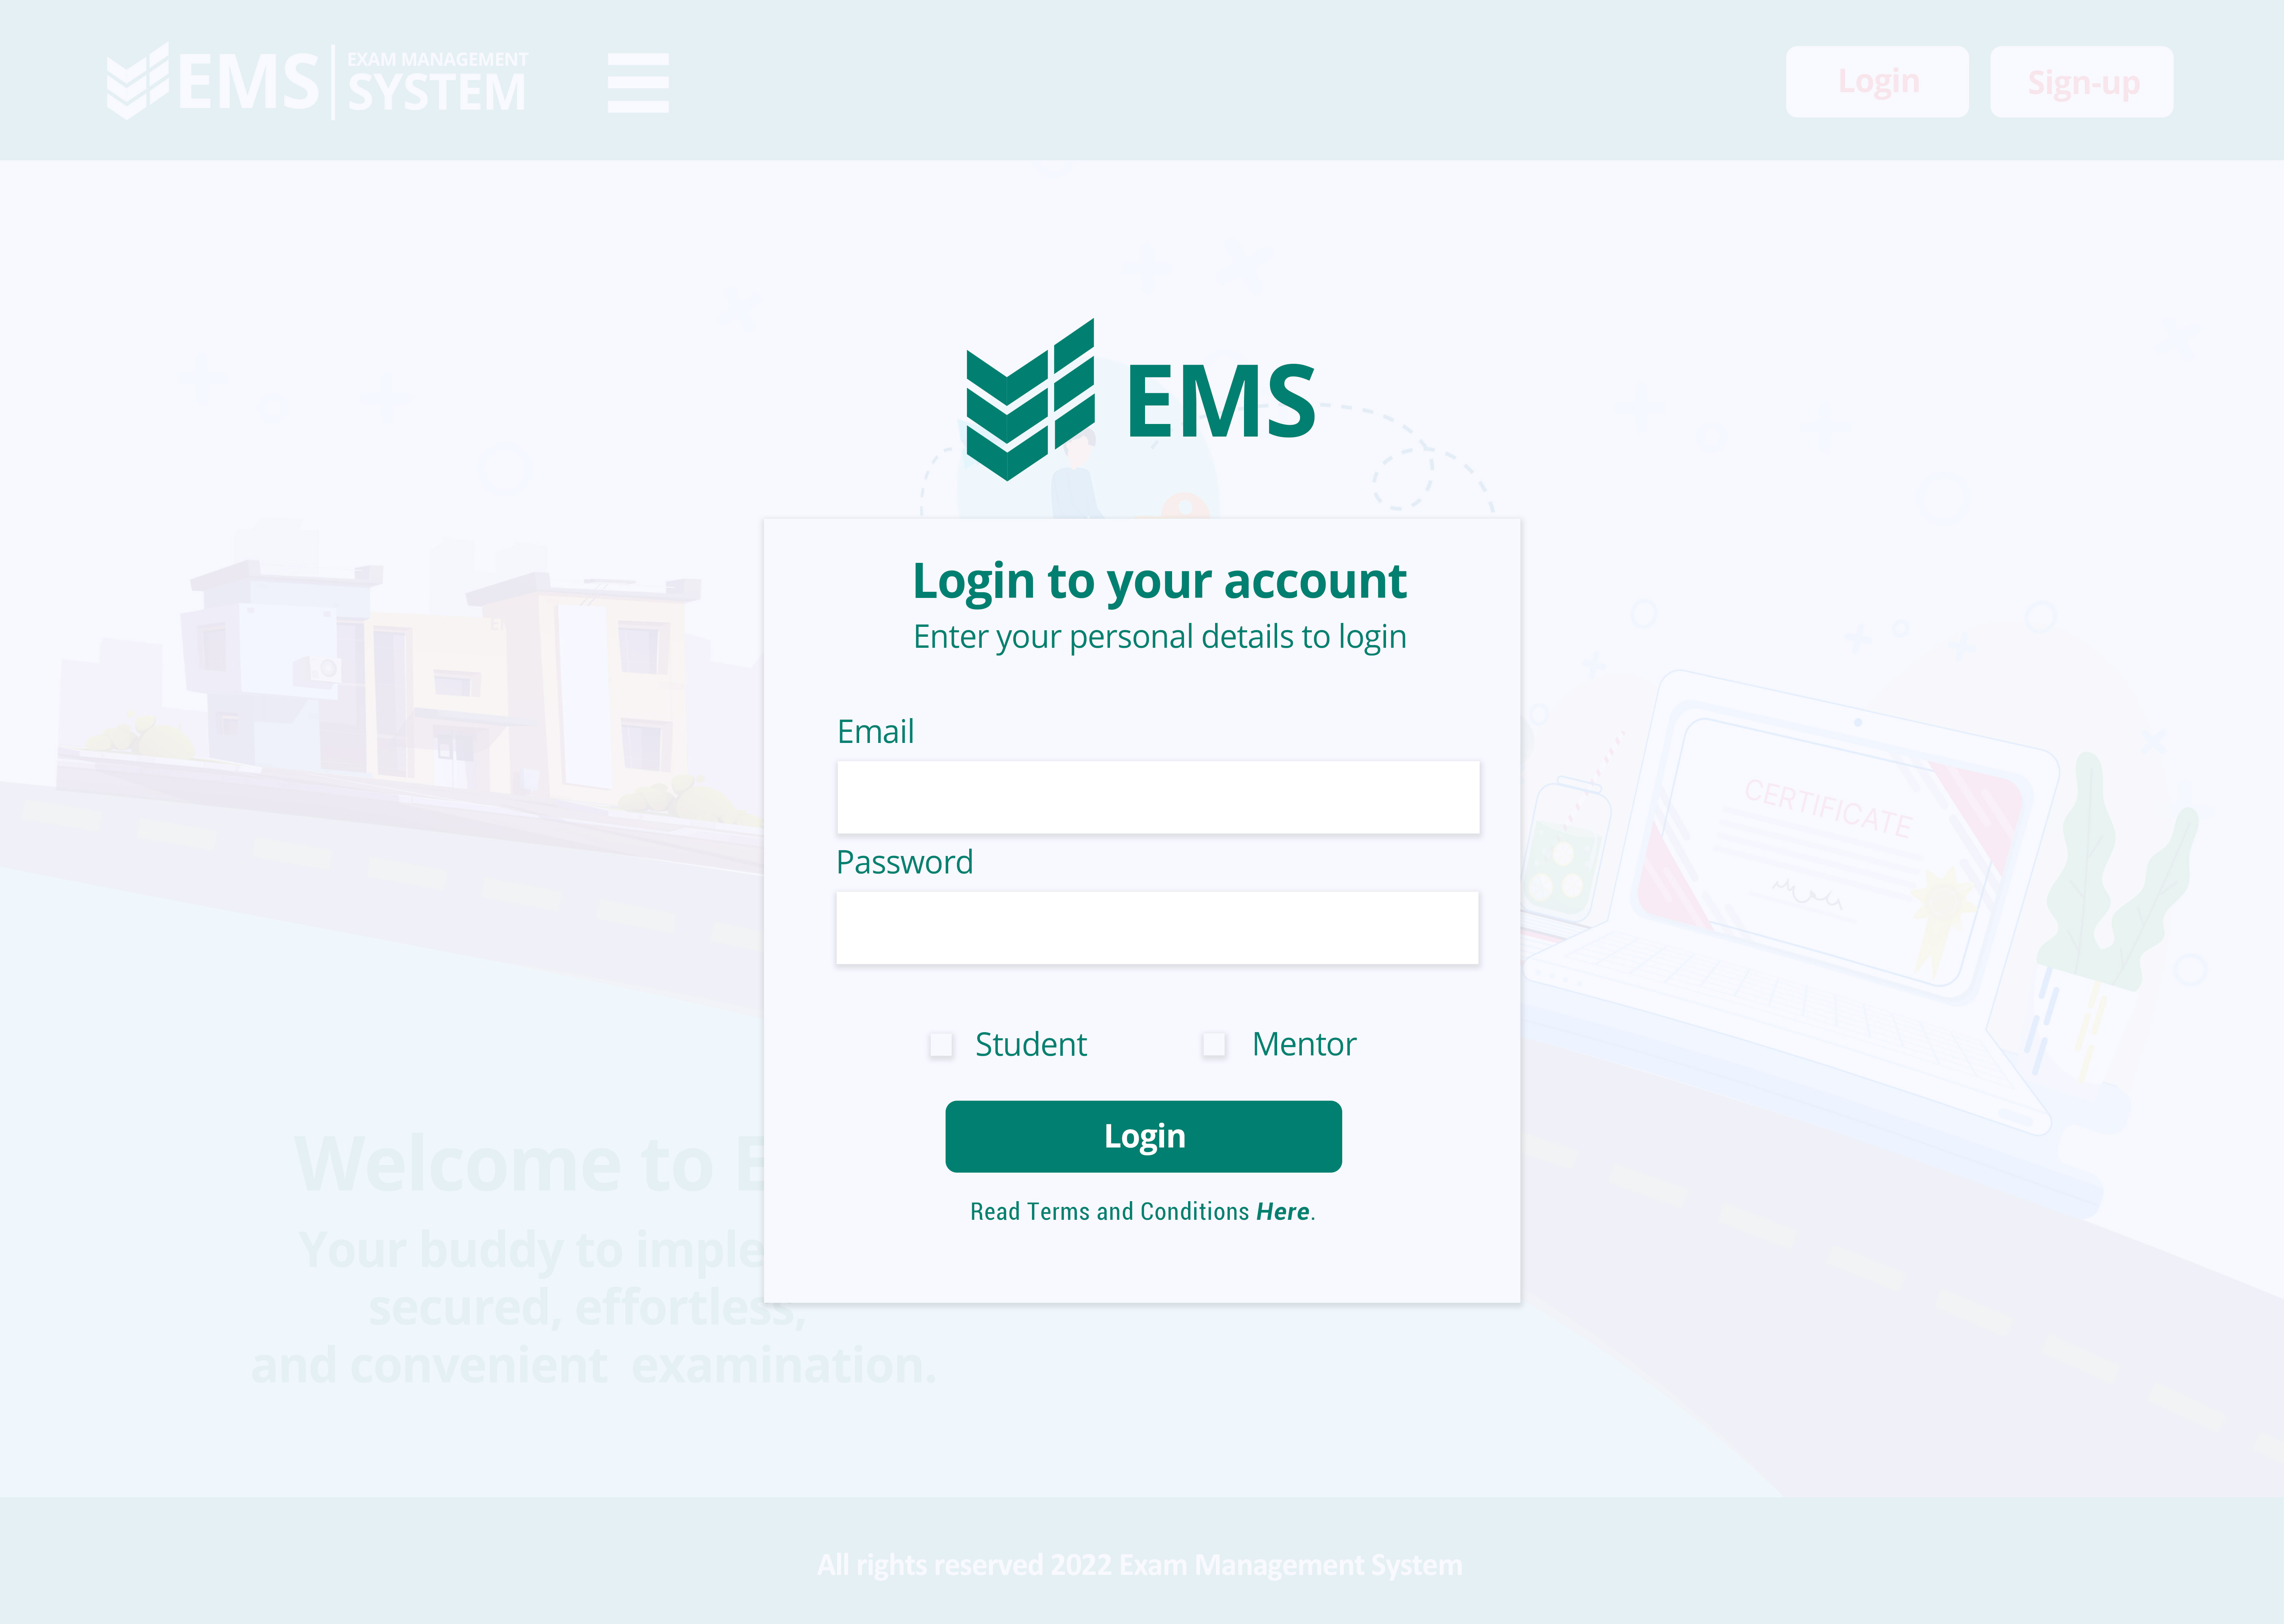 EMS
EXAM MANAGEMENT
SYSTEM
Login
Sign-up
EMS
Login to your account
Enter your personal details to login
Email
Password
Student
Mentor
Login
Read Terms and Conditions Here.
CERTIFICATE
Welcome to E
Your buddy to imple
secured, effortless,
and convenient examination.
All rights reserved 2022 Exam Management System